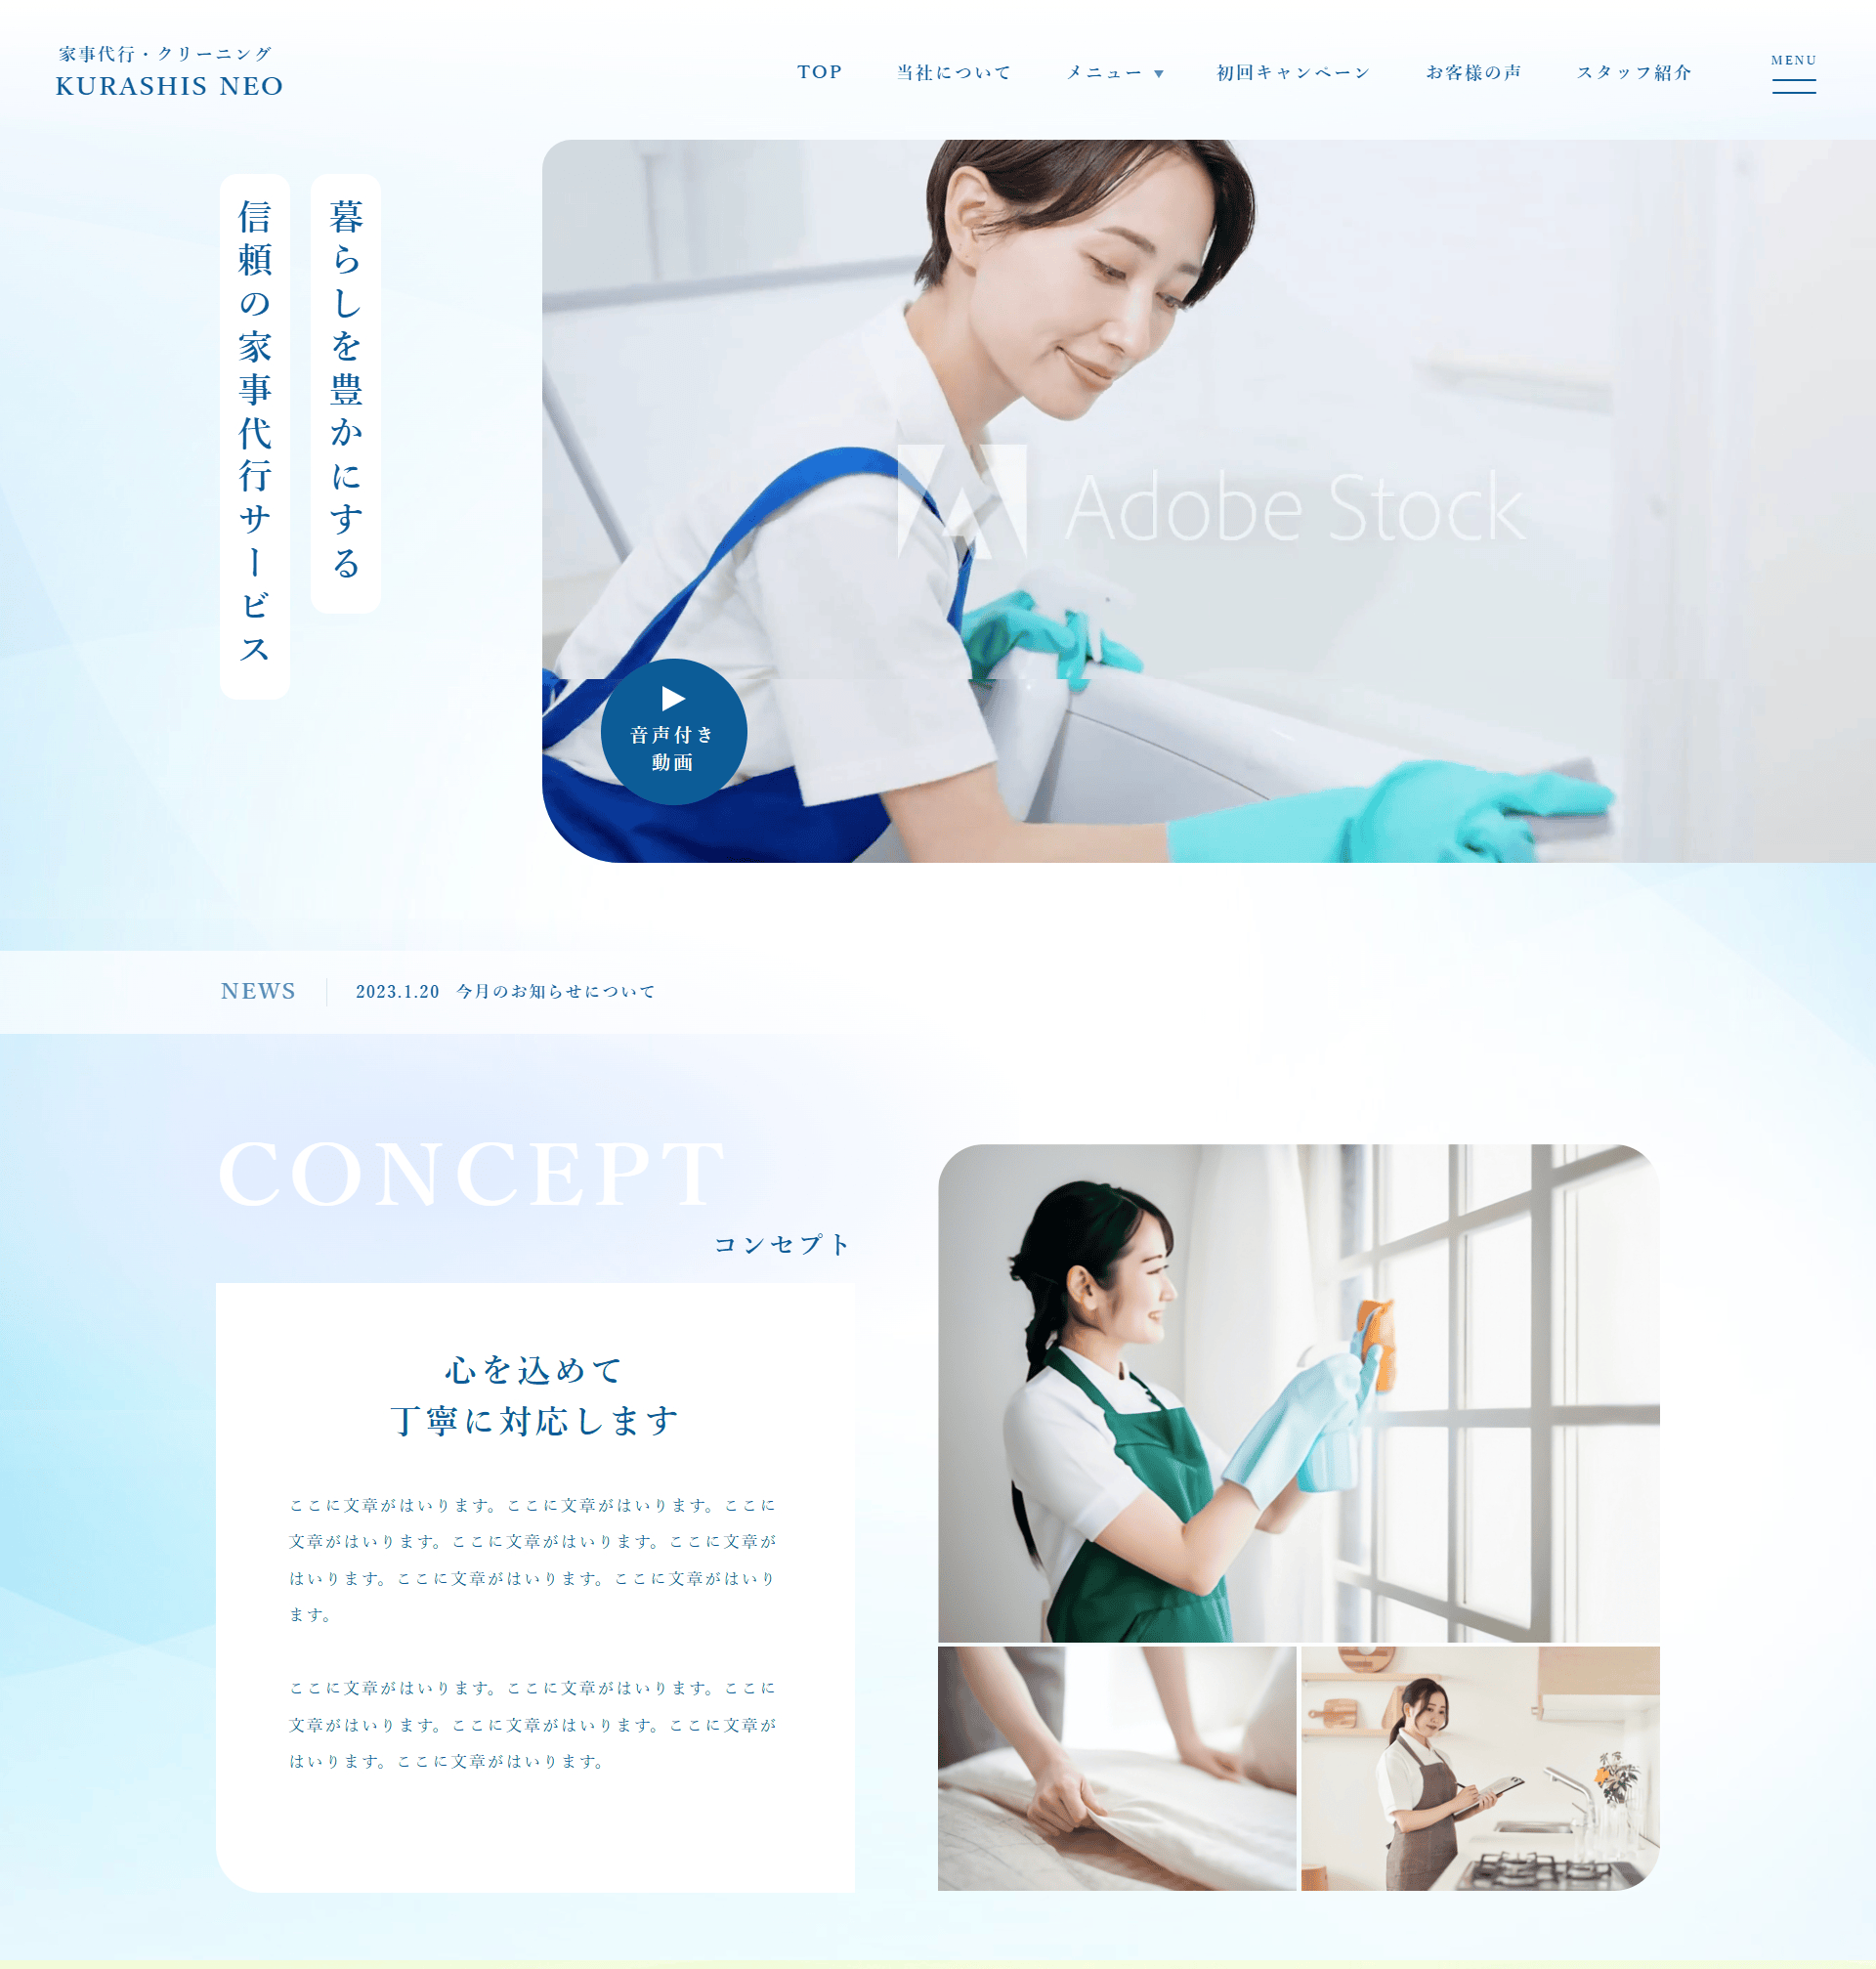 家事代行・クリーニング
KURASHIS NEO
TOP
当社について
メニュー ▼
初回キャンペーン
お客様の声
スタッフ紹介
MENU
暮らしを豊かにする
信頼の家事代行サービス
Adobe Stock
音声付き
動画
NEWS
2023.1.20 今月のお知らせについて
CONCEPT
コンセプト
心を込めて
丁寧に対応します
ここに文章がはいります。ここに文章がはいります。ここに
文章がはいります。ここに文章がはいります。ここに文章が
はいります。ここに文章がはいります。ここに文章がはいり
ます。
ここに文章がはいります。ここに文章がはいります。ここに
文章がはいります。ここに文章がはいります。ここに文章が
はいります。ここに文章がはいります。